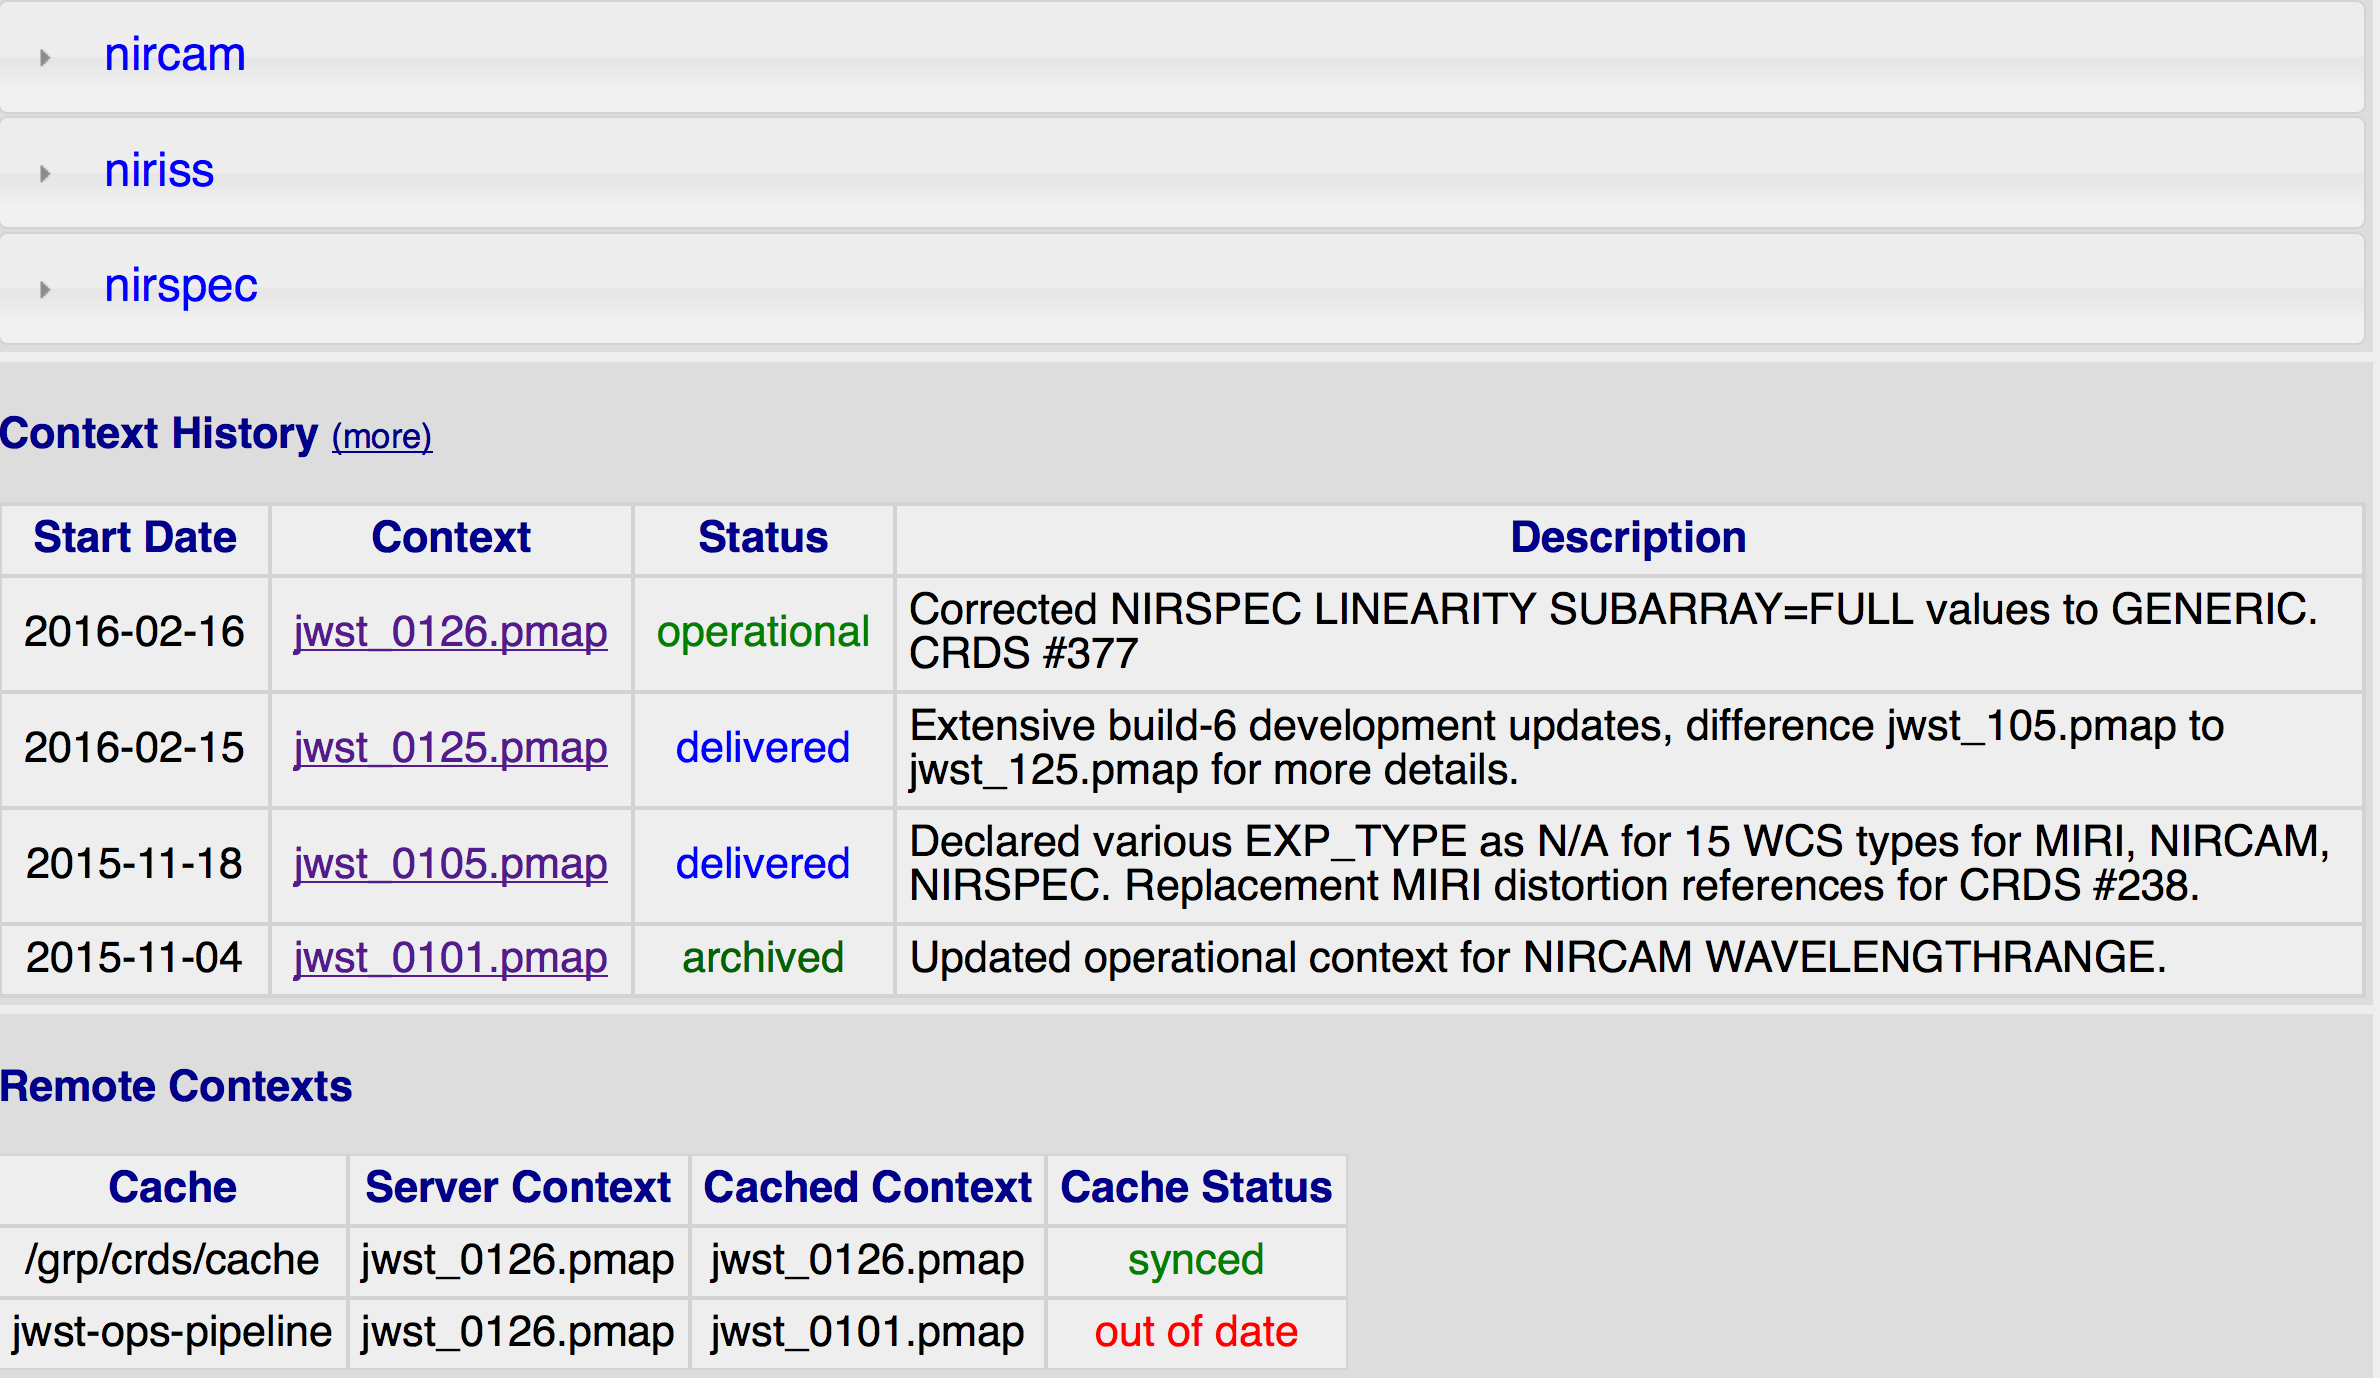 nircam
niriss
nirspec
Context History (more)
Start Date Context Status Description
2016-02-16 jwst_0126.pmap operational Corrected NIRSPEC LINEARITY SUBARRAY=FULL values to GENERIC.
CRDS #377
2016-02-15 jwst_0125.pmap delivered Extensive build-6 development updates, difference jwst_105.pmap to
jwst_125.pmap for more details.
2015-11-18 jwst_0105.pmap delivered Declared various EXP_TYPE as N/A for 15 WCS types for MIRI, NIRCAM,
NIRSPEC. Replacement MIRI distortion references for CRDS #238.
2015-11-04 jwst_0101.pmap archived Updated operational context for NIRCAM WAVELENGTHRANGE.
Remote Contexts
Cache Server Context Cached Context Cache Status
/grp/crds/cache jwst_0126.pmap jwst_0126.pmap synced
jwst-ops-pipeline jwst_0126.pmap jwst_0101.pmap out of date